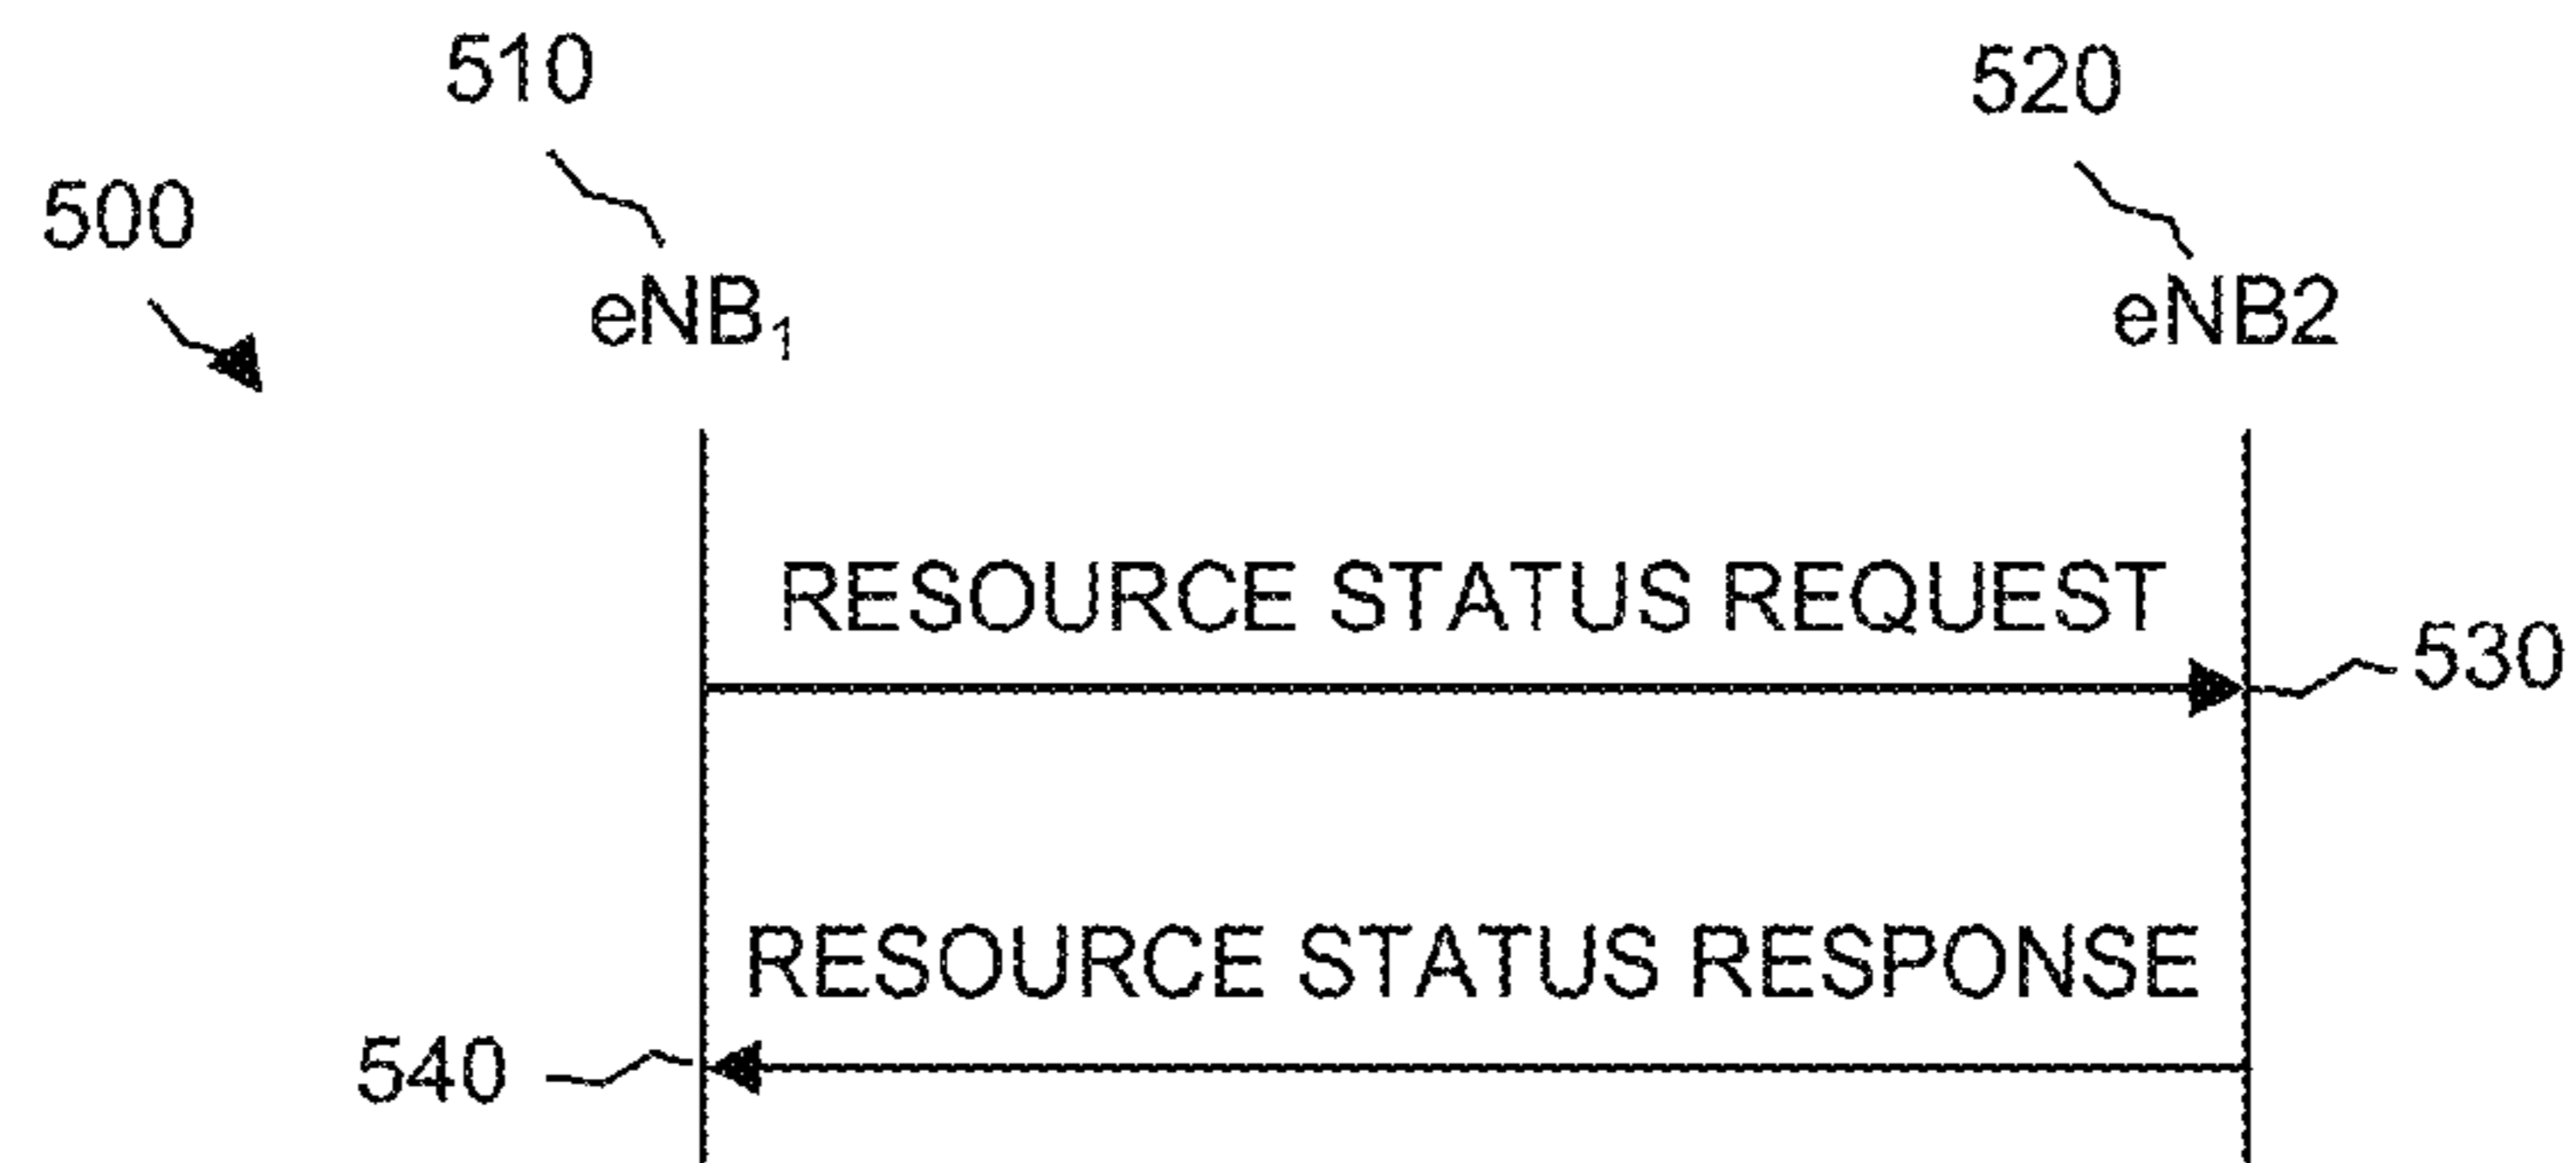 510
520
500
eNB₁
eNB2
RESOURCE STATUS REQUEST
530
RESOURCE STATUS RESPONSE
540